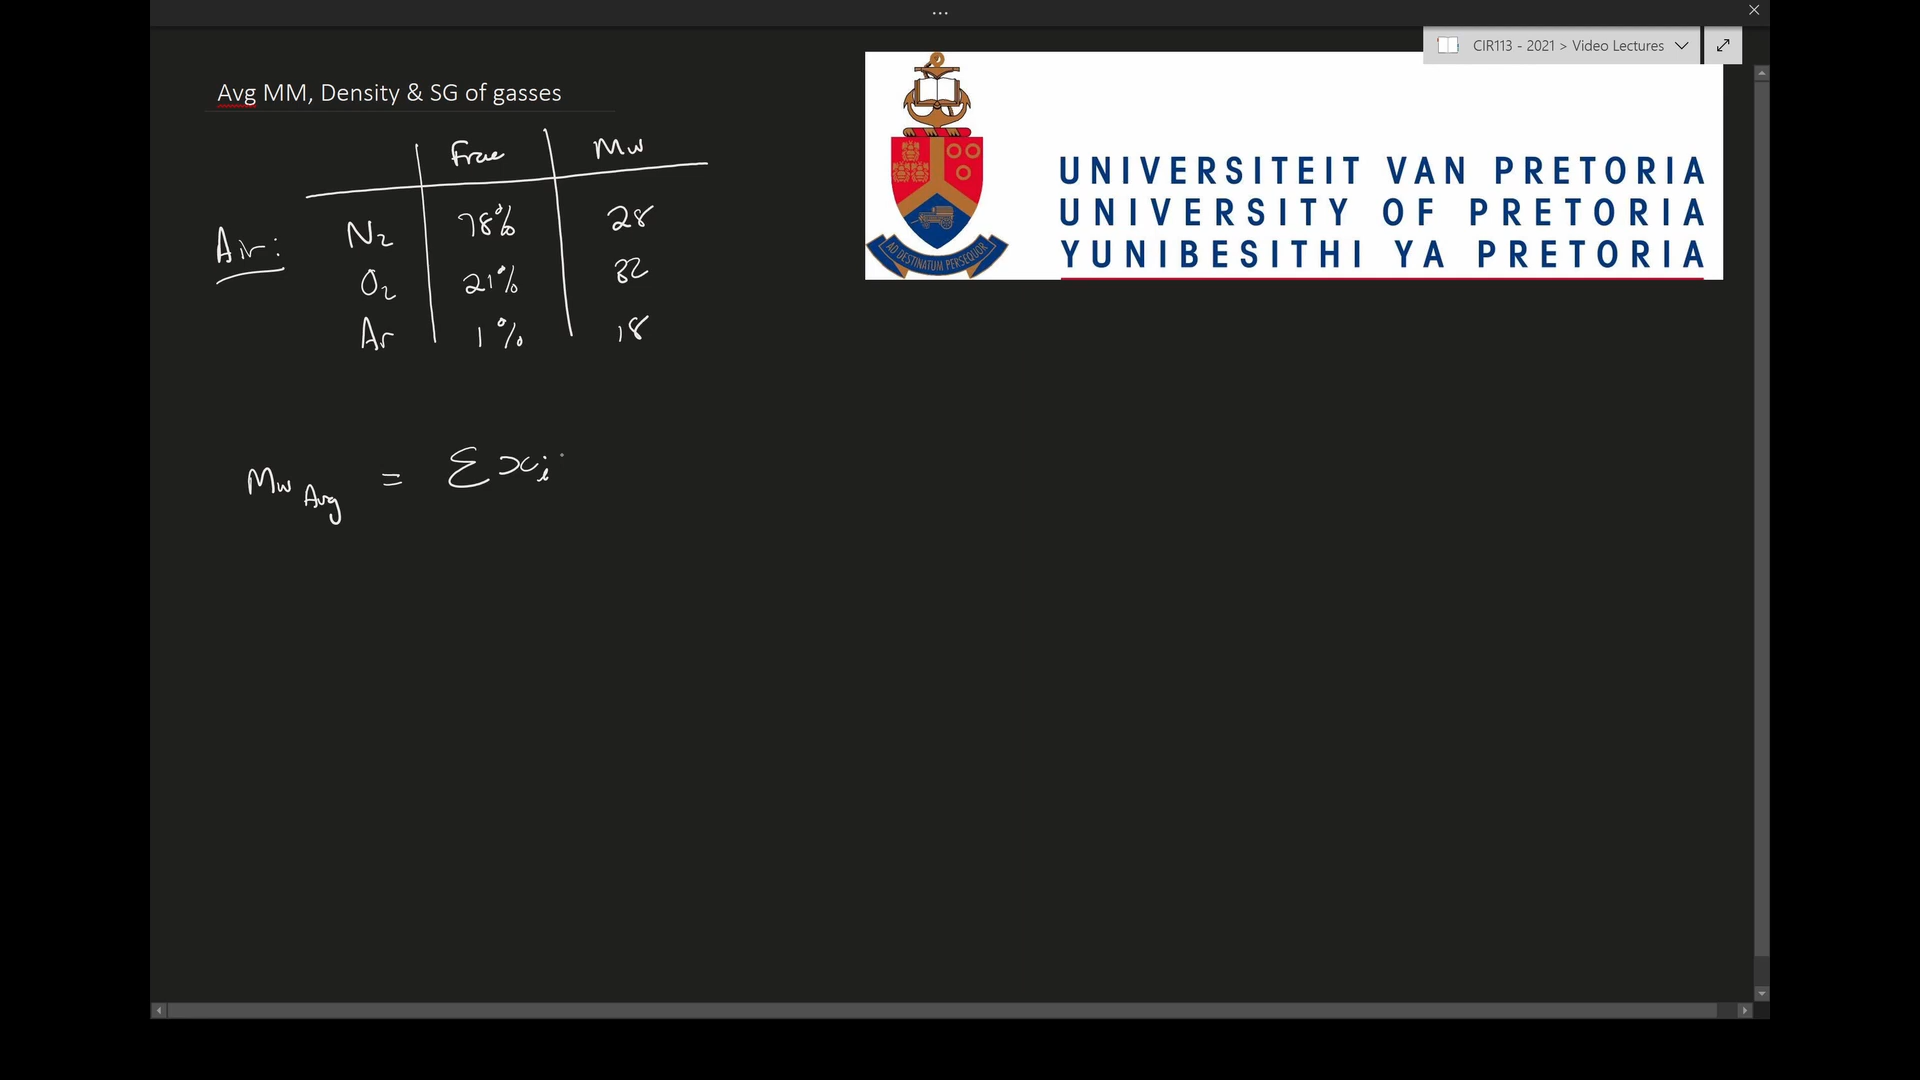 ...
CIR113 - 2021 > Video Lectures
Avg MM, Density & SG of gasses
Frac Mw
Air:
N₂ 78% 28
O₂ 21% 32
Ar 1% 18
Mw Avg = Σxᵢ
AD DESTINATUM PERSEQUOR
UNIVERSITEIT VAN PRETORIA
UNIVERSITY OF PRETORIA
YUNIBESITHI YA PRETORIA